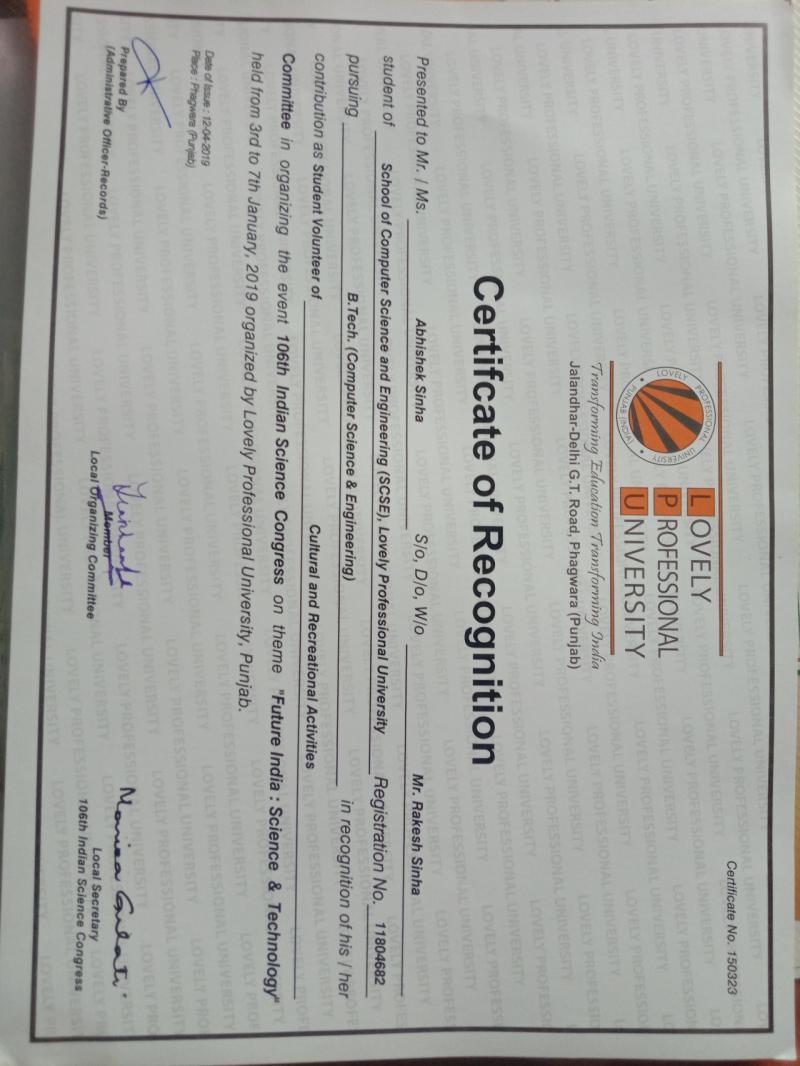 Certificate No. 150323
LOVELY
PROFESSIONAL
UNIVERSITY
LOVELY PROFESSIONAL UNIVERSITY
PUNJAB (INDIA)
Transforming Education Transforming India
Jalandhar-Delhi G.T. Road, Phagwara (Punjab)
Certifcate of Recognition
Presented to Mr. / Ms. Abhishek Sinha S/o, D/o, W/o Mr. Rakesh Sinha
student of School of Computer Science and Engineering (SCSE), Lovely Professional University Registration No. 11804682
pursuing B.Tech. (Computer Science & Engineering) in recognition of his / her
contribution as Student Volunteer of Cultural and Recreational Activities
Committee in organizing the event 106th Indian Science Congress on theme "Future India : Science & Technology"
held from 3rd to 7th January, 2019 organized by Lovely Professional University, Punjab.
Date of Issue : 12-04-2019
Place : Phagwara (Punjab)
Prepared By
(Administrative Officer-Records)
Member
Local Organizing Committee
Monica Gulati
Local Secretary
106th Indian Science Congress